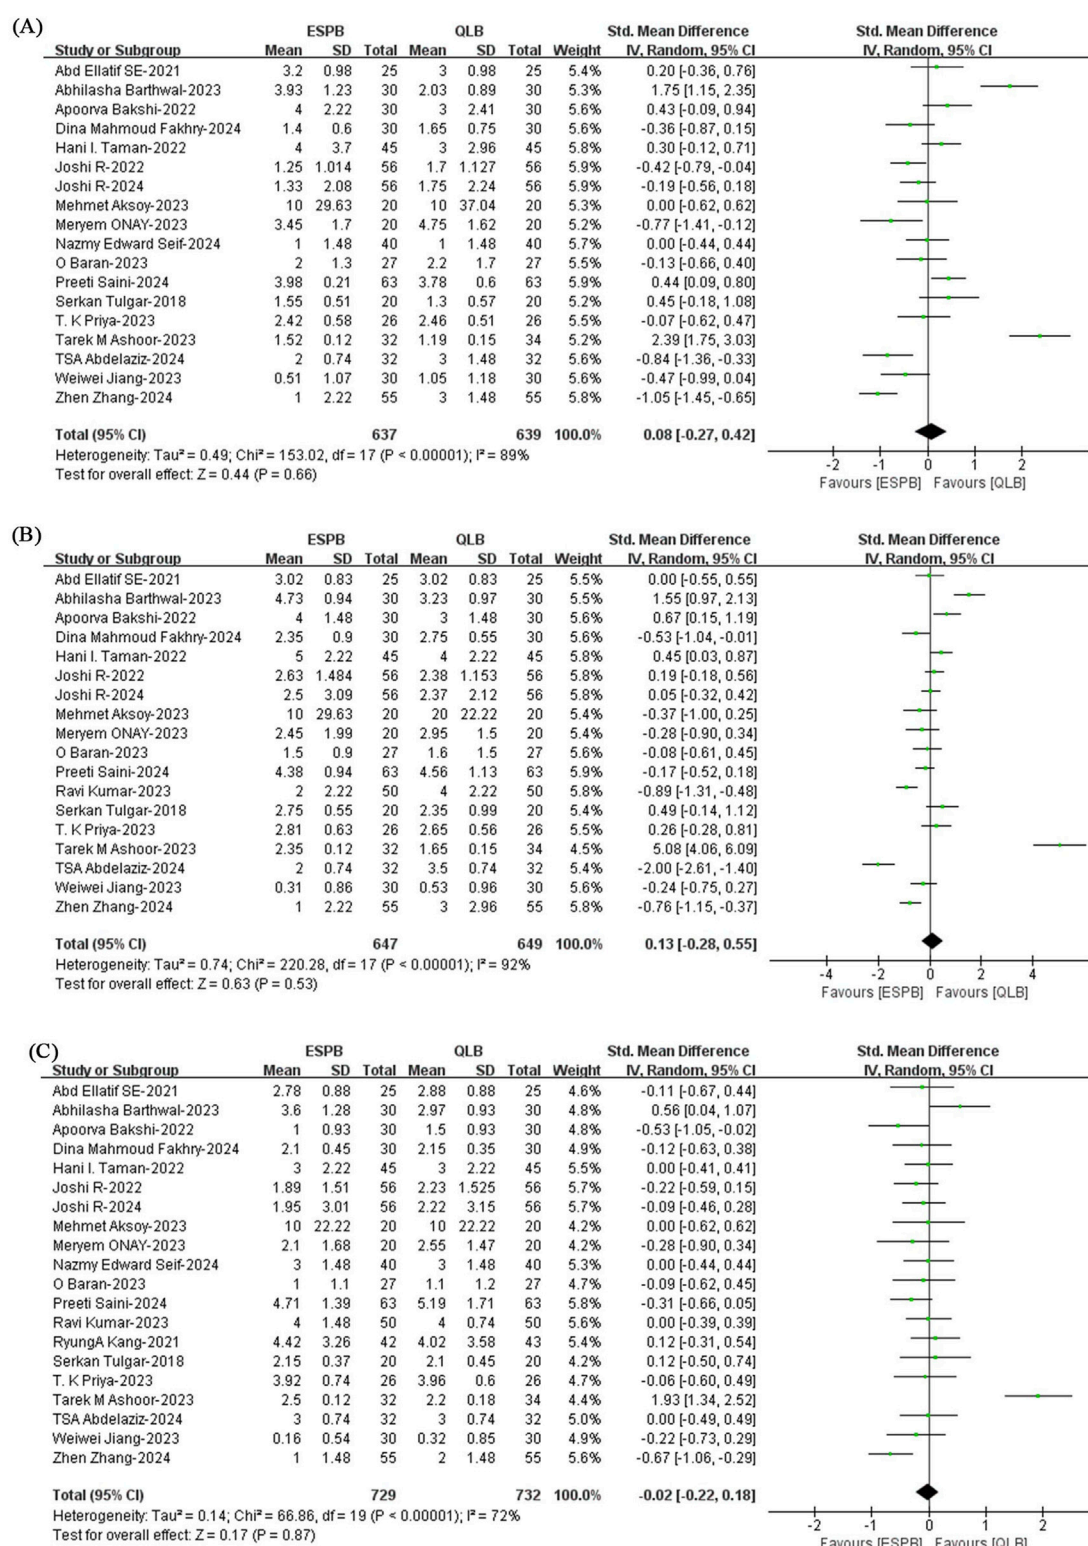 (A)
ESPB QLB Std. Mean Difference Std. Mean Difference
Study or Subgroup Mean SD Total Mean SD Total Weight IV, Random, 95% CI IV, Random, 95% CI
Abd Ellatif SE-2021 3.2 0.98 25 3 0.98 25 5.4% 0.20 [-0.36, 0.76]
Abhilasha Barthwal-2023 3.93 1.23 30 2.03 0.89 30 5.3% 1.75 [1.15, 2.35]
Apoorva Bakshi-2022 4 2.22 30 3 2.41 30 5.6% 0.43 [-0.09, 0.94]
Dina Mahmoud Fakhry-2024 1.4 0.6 30 1.65 0.75 30 5.6% -0.36 [-0.87, 0.15]
Hani I. Taman-2022 4 3.7 45 3 2.96 45 5.8% 0.30 [-0.12, 0.71]
Joshi R-2022 1.25 1.014 56 1.7 1.127 56 5.9% -0.42 [-0.79, -0.04]
Joshi R-2024 1.33 2.08 56 1.75 2.24 56 5.9% -0.19 [-0.56, 0.18]
Mehmet Aksoy-2023 10 29.63 20 10 37.04 20 5.3% 0.00 [-0.62, 0.62]
Meryem ONAY-2023 3.45 1.7 20 4.75 1.62 20 5.2% -0.77 [-1.41, -0.12]
Nazmy Edward Seif-2024 1 1.48 40 1 1.48 40 5.7% 0.00 [-0.44, 0.44]
O Baran-2023 2 1.3 27 2.2 1.7 27 5.5% -0.13 [-0.66, 0.40]
Preeti Saini-2024 3.98 0.21 63 3.78 0.6 63 5.9% 0.44 [0.09, 0.80]
Serkan Tulgar-2018 1.55 0.51 20 1.3 0.57 20 5.2% 0.45 [-0.18, 1.08]
T. K Priya-2023 2.42 0.58 26 2.46 0.51 26 5.5% -0.07 [-0.62, 0.47]
Tarek M Ashoor-2023 1.52 0.12 32 1.19 0.15 34 5.2% 2.39 [1.75, 3.03]
TSA Abdelaziz-2024 2 0.74 32 3 1.48 32 5.6% -0.84 [-1.36, -0.33]
Weiwei Jiang-2023 0.51 1.07 30 1.05 1.18 30 5.6% -0.47 [-0.99, 0.04]
Zhen Zhang-2024 1 2.22 55 3 1.48 55 5.8% -1.05 [-1.45, -0.65]
Total (95% CI) 637 639 100.0% 0.08 [-0.27, 0.42]
Heterogeneity: Tau² = 0.49; Chi² = 153.02, df = 17 (P < 0.00001); I² = 89%
Test for overall effect: Z = 0.44 (P = 0.66)
-2 -1 0 1 2
Favours [ESPB] Favours [QLB]
(B)
ESPB QLB Std. Mean Difference Std. Mean Difference
Study or Subgroup Mean SD Total Mean SD Total Weight IV, Random, 95% CI IV, Random, 95% CI
Abd Ellatif SE-2021 3.02 0.83 25 3.02 0.83 25 5.5% 0.00 [-0.55, 0.55]
Abhilasha Barthwal-2023 4.73 0.94 30 3.23 0.97 30 5.5% 1.55 [0.97, 2.13]
Apoorva Bakshi-2022 4 1.48 30 3 1.48 30 5.6% 0.67 [0.15, 1.19]
Dina Mahmoud Fakhry-2024 2.35 0.9 30 2.75 0.55 30 5.6% -0.53 [-1.04, -0.01]
Hani I. Taman-2022 5 2.22 45 4 2.22 45 5.8% 0.45 [0.03, 0.87]
Joshi R-2022 2.63 1.484 56 2.38 1.153 56 5.8% 0.19 [-0.18, 0.56]
Joshi R-2024 2.5 3.09 56 2.37 2.12 56 5.8% 0.05 [-0.32, 0.42]
Mehmet Aksoy-2023 10 29.63 20 20 22.22 20 5.4% -0.37 [-1.00, 0.25]
Meryem ONAY-2023 2.45 1.99 20 2.95 1.5 20 5.4% -0.28 [-0.90, 0.34]
O Baran-2023 1.5 0.9 27 1.6 1.5 27 5.6% -0.08 [-0.61, 0.45]
Preeti Saini-2024 4.38 0.94 63 4.56 1.13 63 5.9% -0.17 [-0.52, 0.18]
Ravi Kumar-2023 2 2.22 50 4 2.22 50 5.8% -0.89 [-1.31, -0.48]
Serkan Tulgar-2018 2.75 0.55 20 2.35 0.99 20 5.4% 0.49 [-0.14, 1.12]
T. K Priya-2023 2.81 0.63 26 2.65 0.56 26 5.5% 0.26 [-0.28, 0.81]
Tarek M Ashoor-2023 2.35 0.12 32 1.65 0.15 34 4.5% 5.08 [4.06, 6.09]
TSA Abdelaziz-2024 2 0.74 32 3.5 0.74 32 5.4% -2.00 [-2.61, -1.40]
Weiwei Jiang-2023 0.31 0.86 30 0.53 0.96 30 5.6% -0.24 [-0.75, 0.27]
Zhen Zhang-2024 1 2.22 55 3 2.96 55 5.8% -0.76 [-1.15, -0.37]
Total (95% CI) 647 649 100.0% 0.13 [-0.28, 0.55]
Heterogeneity: Tau² = 0.74; Chi² = 220.28, df = 17 (P < 0.00001); I² = 92%
Test for overall effect: Z = 0.63 (P = 0.53)
-4 -2 0 2 4
Favours [ESPB] Favours [QLB]
(C)
ESPB QLB Std. Mean Difference Std. Mean Difference
Study or Subgroup Mean SD Total Mean SD Total Weight IV, Random, 95% CI IV, Random, 95% CI
Abd Ellatif SE-2021 2.78 0.88 25 2.88 0.88 25 4.6% -0.11 [-0.67, 0.44]
Abhilasha Barthwal-2023 3.6 1.28 30 2.97 0.93 30 4.8% 0.56 [0.04, 1.07]
Apoorva Bakshi-2022 1 0.93 30 1.5 0.93 30 4.8% -0.53 [-1.05, -0.02]
Dina Mahmoud Fakhry-2024 2.1 0.45 30 2.15 0.35 30 4.9% -0.12 [-0.63, 0.38]
Hani I. Taman-2022 3 2.22 45 3 2.22 45 5.4% 0.00 [-0.41, 0.41]
Joshi R-2022 1.89 1.51 56 2.23 1.525 56 5.7% -0.22 [-0.59, 0.15]
Joshi R-2024 1.95 3.01 56 2.22 3.15 56 5.7% -0.09 [-0.46, 0.28]
Mehmet Aksoy-2023 10 22.22 20 10 22.22 20 4.2% 0.00 [-0.62, 0.62]
Meryem ONAY-2023 2.1 1.68 20 2.55 1.47 20 4.2% -0.28 [-0.90, 0.34]
Nazmy Edward Seif-2024 3 1.48 40 3 1.48 40 5.3% 0.00 [-0.44, 0.44]
O Baran-2023 1 1.1 27 1.1 1.2 27 4.7% -0.09 [-0.62, 0.45]
Preeti Saini-2024 4.71 1.39 63 5.19 1.71 63 5.8% -0.31 [-0.66, 0.05]
Ravi Kumar-2023 4 1.48 50 4 0.74 50 5.6% 0.00 [-0.39, 0.39]
RyungA Kang-2021 4.42 3.26 42 4.02 3.58 43 5.4% 0.12 [-0.31, 0.54]
Serkan Tulgar-2018 2.15 0.37 20 2.1 0.45 20 4.2% 0.12 [-0.50, 0.74]
T. K Priya-2023 3.92 0.74 26 3.96 0.6 26 4.7% -0.06 [-0.60, 0.49]
Tarek M Ashoor-2023 2.5 0.12 32 2.2 0.18 34 4.4% 1.93 [1.34, 2.52]
TSA Abdelaziz-2024 3 0.74 32 3 0.74 32 5.0% 0.00 [-0.49, 0.49]
Weiwei Jiang-2023 0.16 0.54 30 0.32 0.85 30 4.9% -0.22 [-0.73, 0.29]
Zhen Zhang-2024 1 1.48 55 2 1.48 55 5.6% -0.67 [-1.06, -0.29]
Total (95% CI) 729 732 100.0% -0.02 [-0.22, 0.18]
Heterogeneity: Tau² = 0.14; Chi² = 66.86, df = 19 (P < 0.00001); I² = 72%
Test for overall effect: Z = 0.17 (P = 0.87)
-2 -1 0 1 2
Favours [ESPB] Favours [QLB]